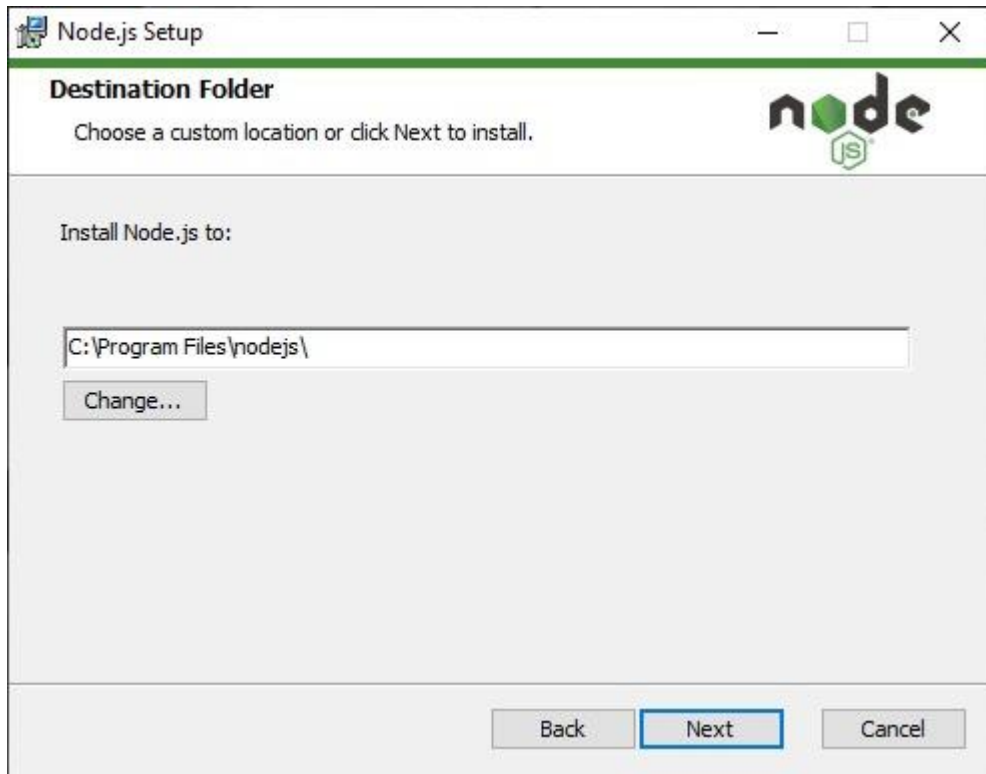 Node.js Setup
Destination Folder
Choose a custom location or click Next to install.
node
JS
Install Node.js to:
C:\Program Files\nodejs\
Change...
Back
Next
Cancel